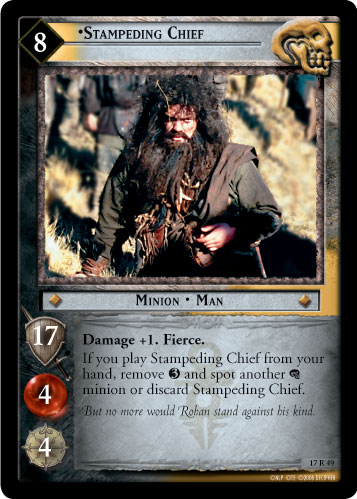 8
•Stampeding Chief
Minion • Man
17
4
4
Damage +1. Fierce.
If you play Stampeding Chief from your
hand, remove 3 and spot another
minion or discard Stampeding Chief.
But no more would Rohan stand against his kind.
17 R 49